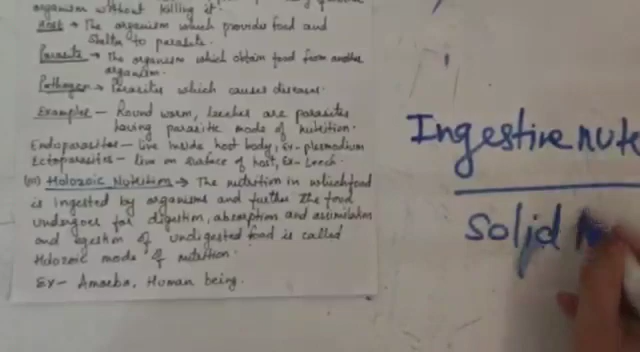 organism without killing it.
Host → The organism which provides food and
Shelter to parasite.
Parasite → The organism which obtain food from another
organism.
Pathogen → Parasites which causes diseases.
Examples - Round worm, leeches are parasites
having parasitic mode of nutrition.
Endoparasites - live inside host body, Ex - plasmodium
Ectoparasites - live on surface of host, Ex - Leech.
(iii) Holozoic Nutrition → The nutrition in which food
is ingested by organisms and further the food
undergoes for digestion, absorption and assimilation
and egestion of undigested food is called
Holozoic mode of nutrition.
Ex - Amoeba, Human being.
Ingestive nut
Solid